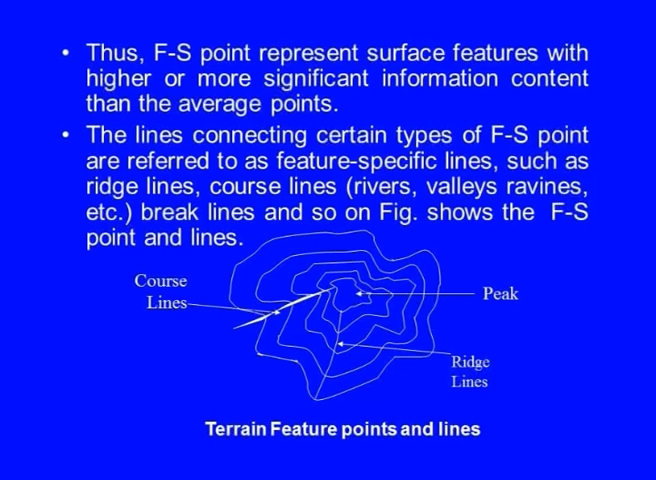 • Thus, F-S point represent surface features with
higher or more significant information content
than the average points.
• The lines connecting certain types of F-S point
are referred to as feature-specific lines, such as
ridge lines, course lines (rivers, valleys ravines,
etc.) break lines and so on Fig. shows the F-S
point and lines.
Course
Lines
Peak
Ridge
Lines
Terrain Feature points and lines